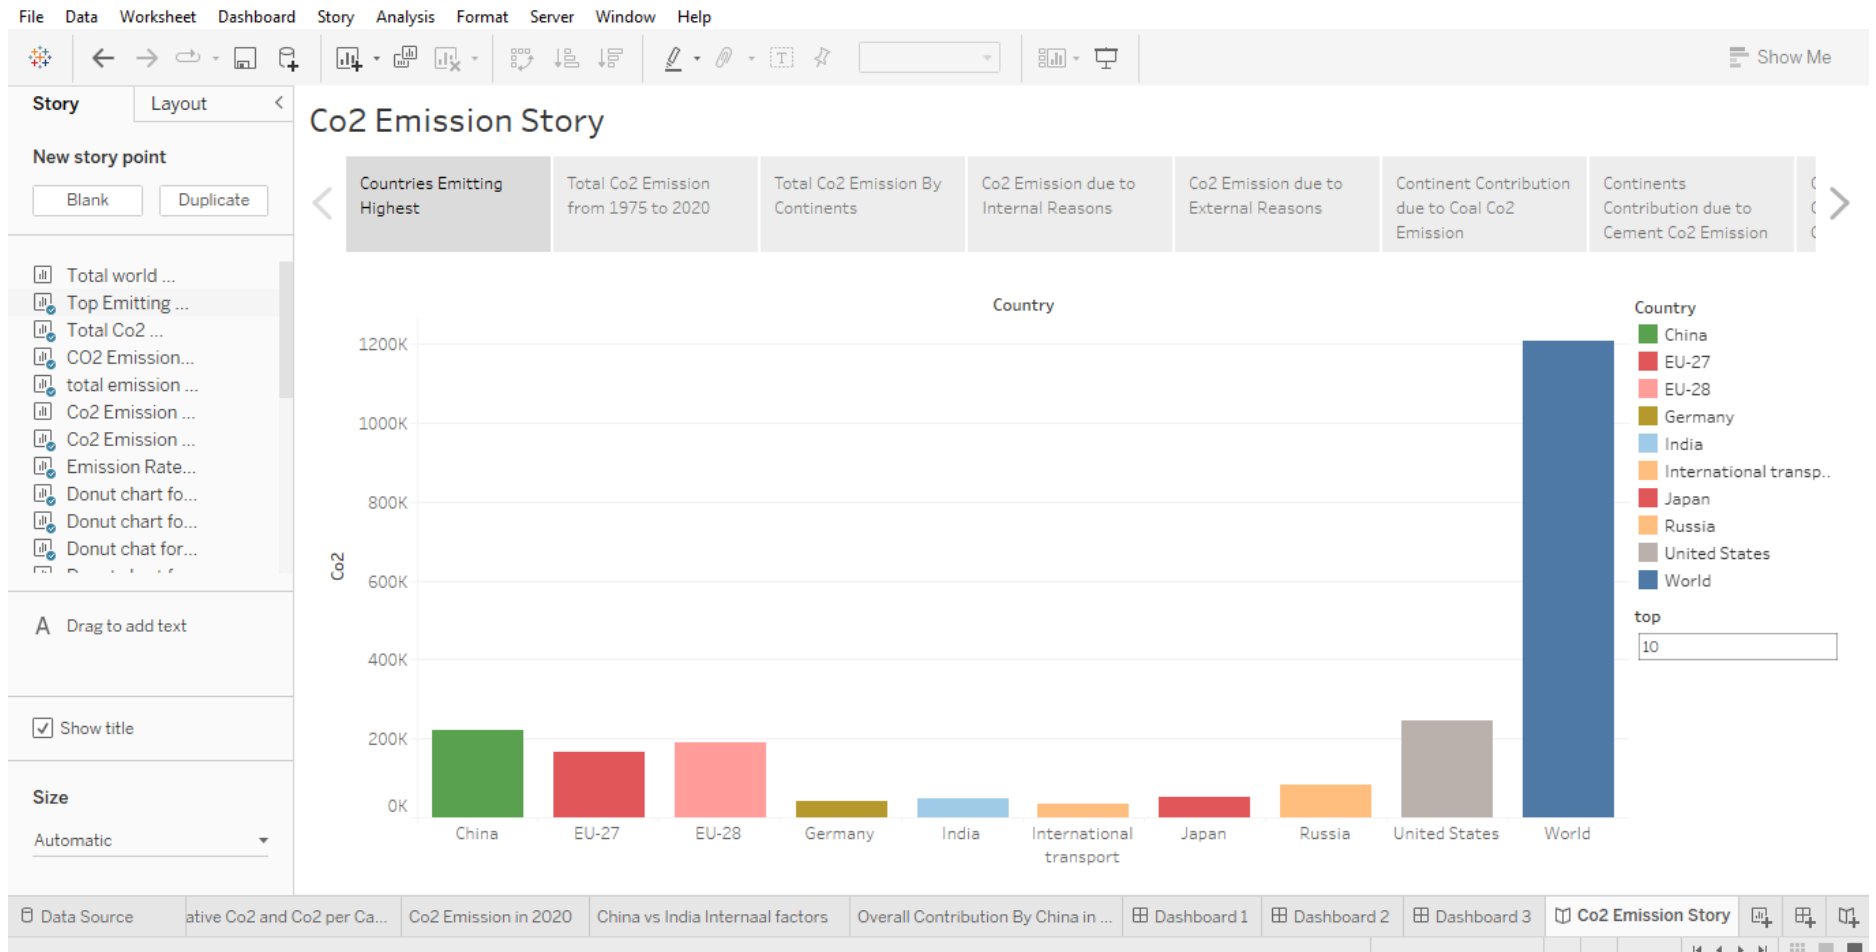 File Data Worksheet Dashboard Story Analysis Format Server Window Help
Show Me
Story Layout
New story point
Blank Duplicate
Total world ...
Top Emitting ...
Total Co2 ...
CO2 Emission...
total emission ...
Co2 Emission ...
Co2 Emission ...
Emission Rate...
Donut chart fo...
Donut chart fo...
Donut chat for...
A Drag to add text
Show title
Size
Automatic
Co2 Emission Story
Countries Emitting
Highest
Total Co2 Emission
from 1975 to 2020
Total Co2 Emission By
Continents
Co2 Emission due to
Internal Reasons
Co2 Emission due to
External Reasons
Continent Contribution
due to Coal Co2
Emission
Continents
Contribution due to
Cement Co2 Emission
Country
Co2
1200K
1000K
800K
600K
400K
200K
0K
China EU-27 EU-28 Germany India International Japan Russia United States World
transport
Country
China
EU-27
EU-28
Germany
India
International transp..
Japan
Russia
United States
World
top
10
Data Source ative Co2 and Co2 per Ca... Co2 Emission in 2020 China vs India Internaal factors Overall Contribution By China in ... Dashboard 1 Dashboard 2 Dashboard 3 Co2 Emission Story